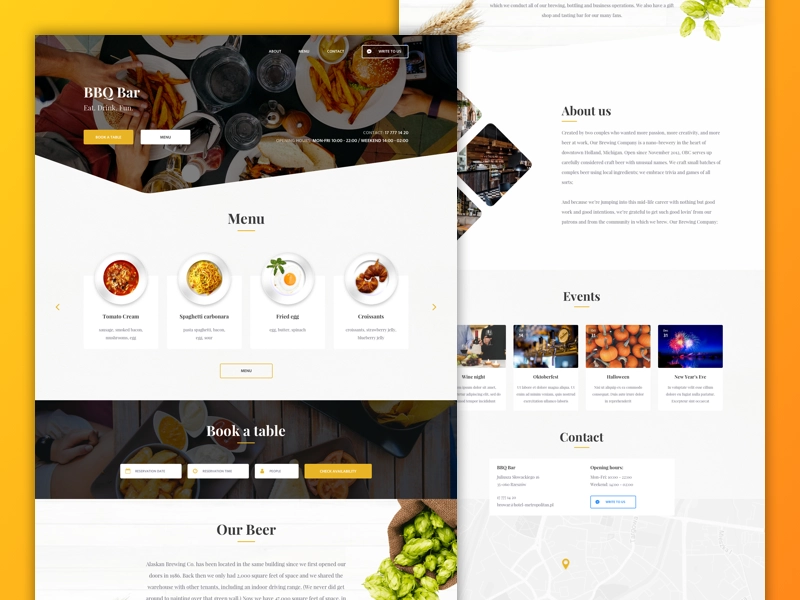 ABOUT
MENU
CONTACT
WRITE TO US
BBQ Bar
Eat. Drink. Fun.
BOOK A TABLE
MENU
CONTACT: 17 777 14 20
OPENING HOURS: MON-FRI 10:00 - 22:00 / WEEKEND 14:00 - 02:00
Menu
Tomato Cream
sausage, smoked bacon,
mushrooms, egg
Spaghetti carbonara
pasta spaghetti, bacon,
egg, sour
Fried egg
egg, butter, spinach
Croissants
croissants, strawberry jelly,
blueberry jelly
MENU
Book a table
RESERVATION DATE
RESERVATION TIME
PEOPLE
CHECK AVAILABILITY
Our Beer
Alaskan Brewing Co. has been located in the same building since we first opened our
doors in 1986. Back then we only had 2,000 square feet of space and we shared the
warehouse with other tenants, including an indoor driving range. (We never did get
around to painting over that green wall.) Now we have 47,000 square feet of space, in
which we conduct all of our brewing, bottling and business operations. We also have a gift
shop and tasting bar for our many fans.
About us
Created by two couples who wanted more passion, more creativity, and more
beer at work, Our Brewing Company is a nano-brewery in the heart of
downtown Holland, Michigan. Open since November 2012, OBC serves up
carefully considered craft beer with unusual names. We craft small batches of
complex beer using local ingredients; we embrace trivia and games of all
sorts.
And because we're jumping into this mid-life career with nothing but good
work and good intentions, we're grateful to get such good lovin' from our
patrons and from the community in which we brew. Our Brewing Company:
Events
Wine night
Oktoberfest
Halloween
31
New Year's Eve
31
Contact
BBQ Bar
Opening hours:
Mon-Fri: 10:00 - 22:00
Weekend: 14:00 - 02:00
17 777 14 20
WRITE TO US